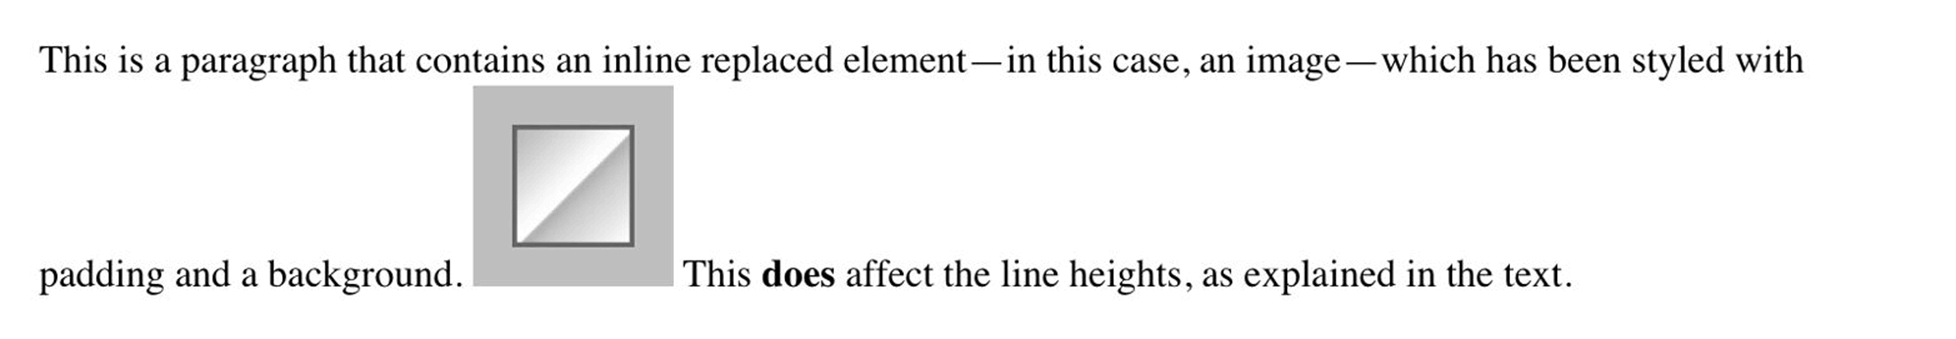 This is a paragraph that contains an inline replaced element—in this case, an image—which has been styled with
padding and a background. This does affect the line heights, as explained in the text.